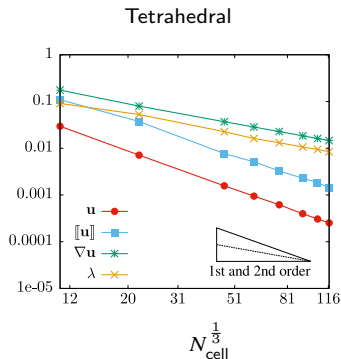 Tetrahedral
1
0.1
0.01
0.001
0.0001
1e-05
u
⟦u⟧
∇u
λ
1st and 2nd order
12 20 31 51 81 116
N_cell^{1/3}